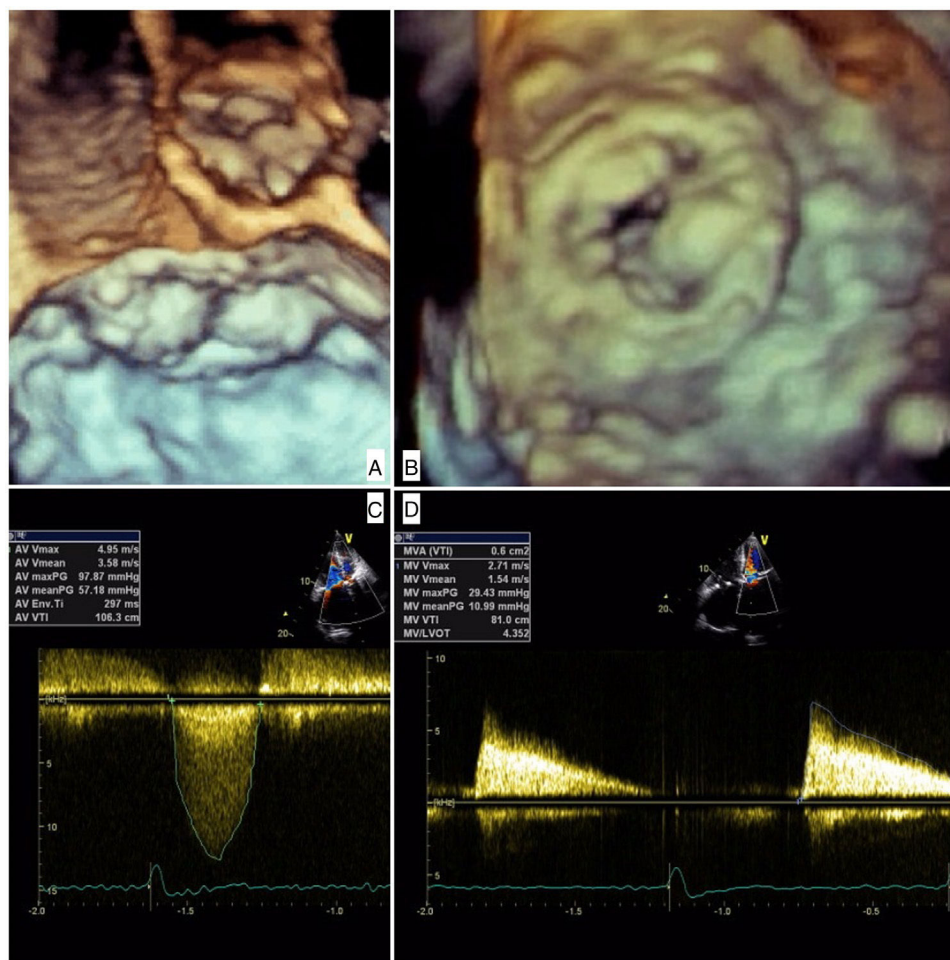 A
B
C
AV Vmax 4.95 m/s
AV Vmean 3.58 m/s
AV maxPG 97.87 mmHg
AV meanPG 57.18 mmHg
AV Env.Ti 297 ms
AV VTI 106.3 cm
V
10
20
[kHz]
5
10
15
-2.0 -1.5 -1.0
D
MVA (VTI) 0.6 cm2
1 MV Vmax 2.71 m/s
MV Vmean 1.54 m/s
MV maxPG 29.43 mmHg
MV meanPG 10.99 mmHg
MV VTI 81.0 cm
MV/LVOT 4.352
V
10
20
10
5
[kHz]
5
-2.0 -1.5 -1.0 -0.5